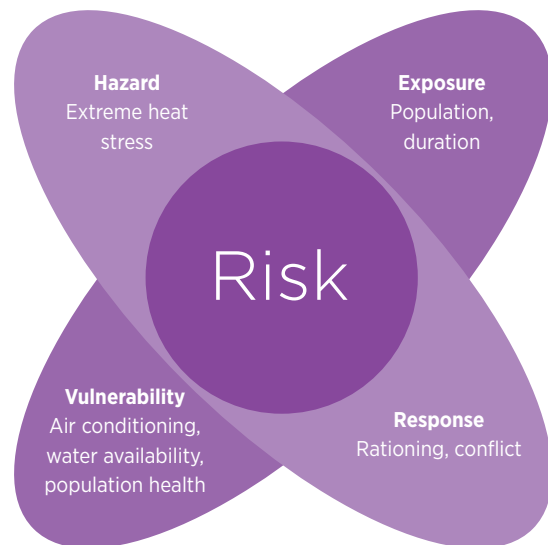 Hazard
Extreme heat
stress
Exposure
Population,
duration
Risk
Vulnerability
Air conditioning,
water availability,
population health
Response
Rationing, conflict